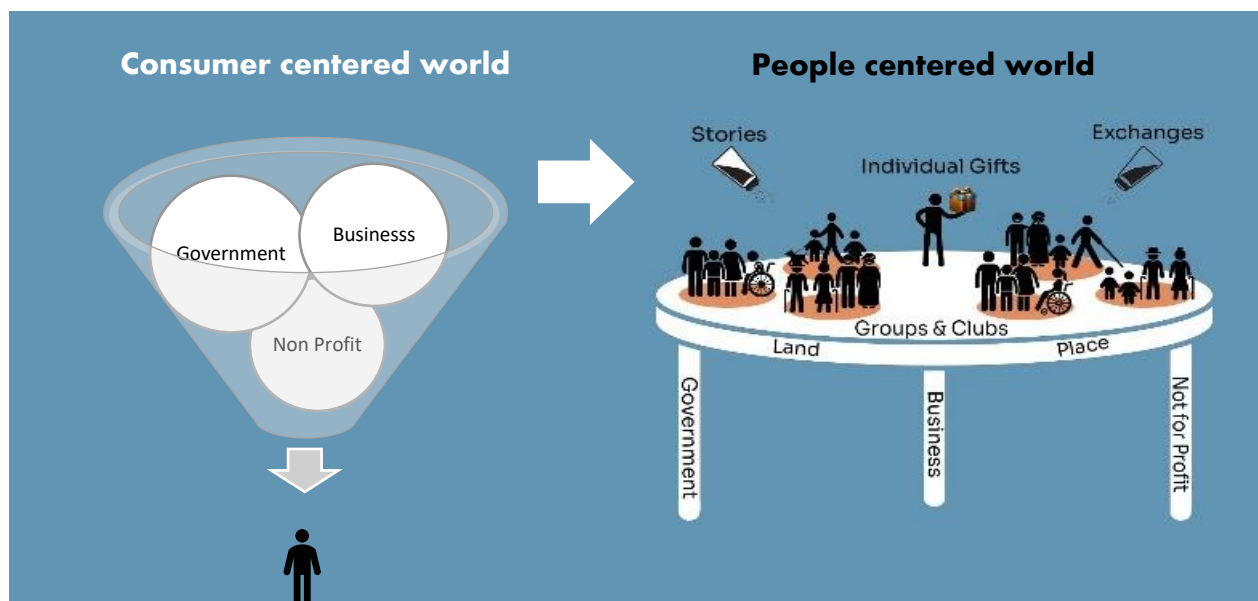 Consumer centered world
Government
Businesss
Non Profit
People centered world
Stories
Exchanges
Individual Gifts
Groups & Clubs
Land
Place
Government
Business
Not for Profit